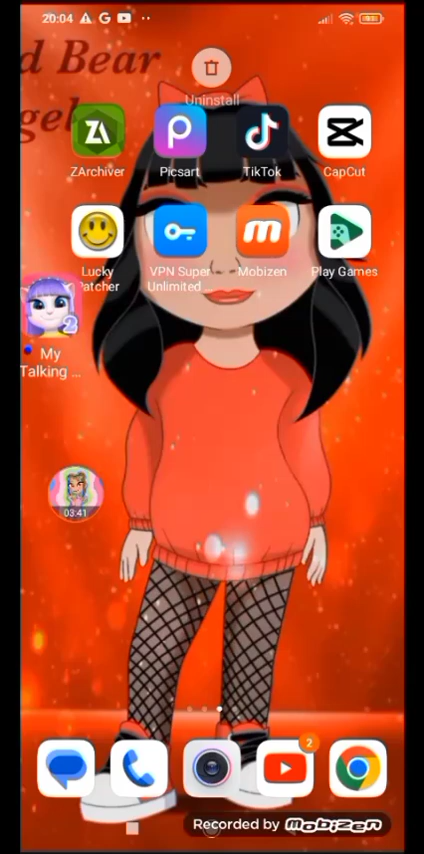 20:04
d Bear
gel
Uninstall
ZArchiver
Picsart
TikTok
CapCut
Lucky
Patcher
VPN Super
Unlimited ...
Mobizen
Play Games
2
My
Talking ...
03:41
2
Recorded by MOBIZEN